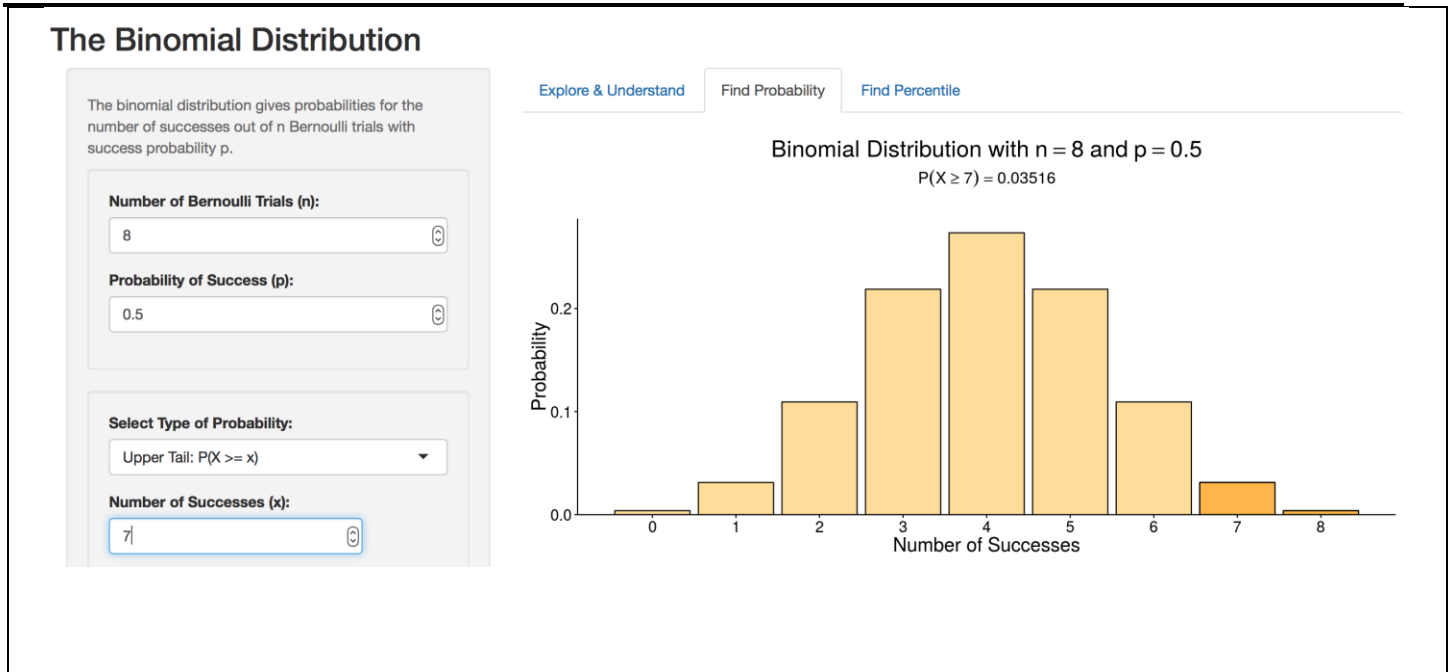 The Binomial Distribution
The binomial distribution gives probabilities for the
number of successes out of n Bernoulli trials with
success probability p.
Number of Bernoulli Trials (n):
8
Probability of Success (p):
0.5
Select Type of Probability:
Upper Tail: P(X >= x)
Number of Successes (x):
7
Explore & Understand Find Probability Find Percentile
Binomial Distribution with n = 8 and p = 0.5
P(X ≥ 7) = 0.03516
Probability
0.2
0.1
0.0
0 1 2 3 4 5 6 7 8
Number of Successes